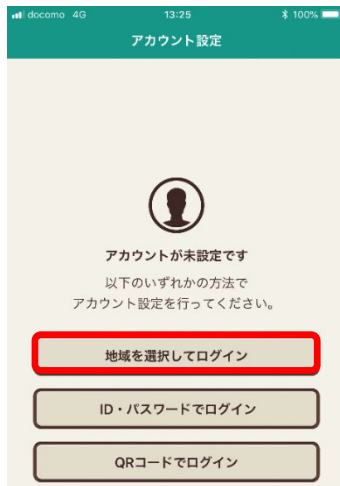 docomo 4G 13:25 100%
アカウント設定
アカウントが未設定です
以下のいずれかの方法で
アカウント設定を行ってください。
地域を選択してログイン
ID・パスワードでログイン
QRコードでログイン